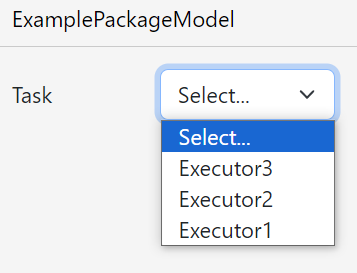 ExamplePackageModel
Task
Select...
Select...
Executor3
Executor2
Executor1